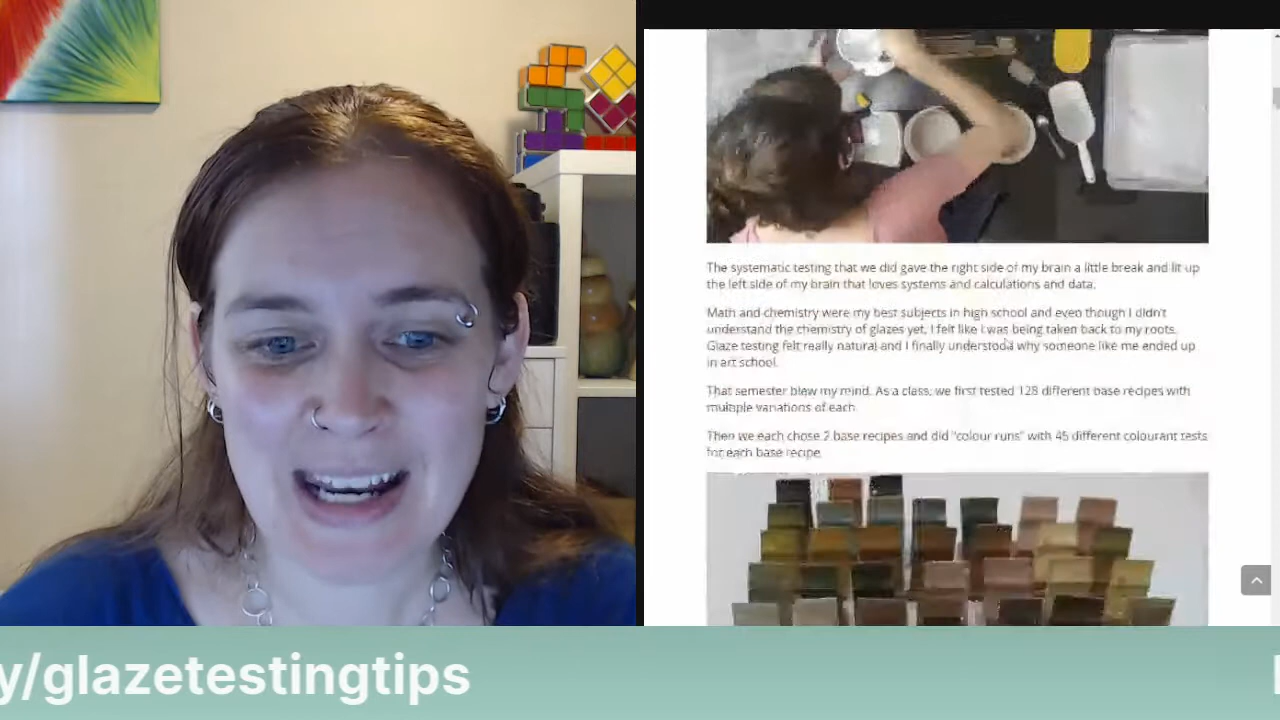 The systematic testing that we did gave the right side of my brain a little break and lit up
the left side of my brain that loves systems and calculations and data.
Math and chemistry were my best subjects in high school and even though I didn't
understand the chemistry of glazes yet, I felt like I was being taken back to my roots.
Glaze testing felt really natural and I finally understood why someone like me ended up
in art school.
That semester blew my mind. As a class, we first tested 128 different base recipes with
multiple variations of each.
Then we each chose 2 base recipes and did "colour runs" with 45 different colourant tests
for each base recipe.
y/glazetestingtips